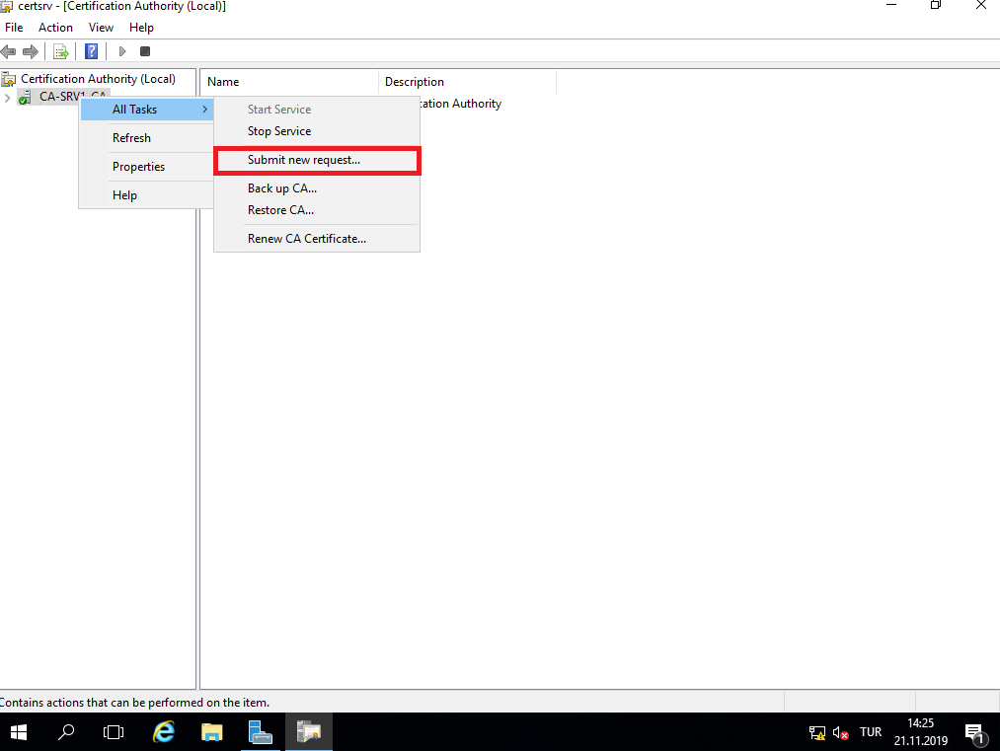 certsrv - [Certification Authority (Local)]
File Action View Help
Certification Authority (Local)
CA-SRV1-CA
Name Description
Certification Authority
All Tasks
Refresh
Properties
Help
Start Service
Stop Service
Submit new request...
Back up CA...
Restore CA...
Renew CA Certificate...
Contains actions that can be performed on the item.
TUR
14:25
21.11.2019
1